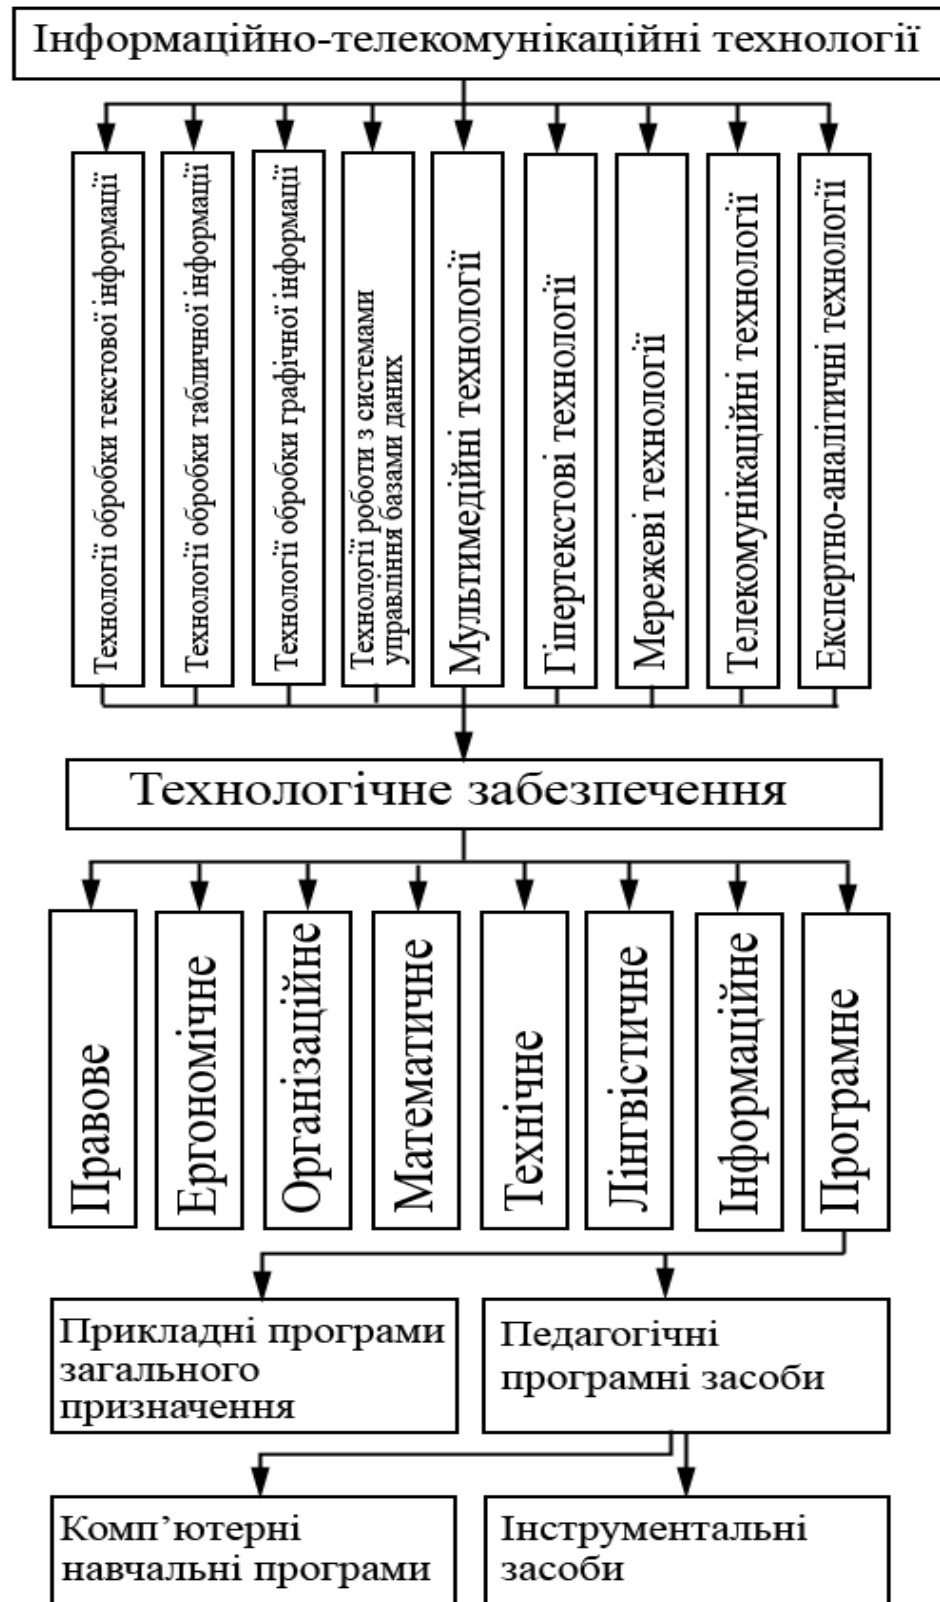 Інформаційно-телекомунікаційні технології
Технології обробки текстової інформації
Технології обробки табличної інформації
Технології обробки графічної інформації
Технології роботи з системами
управління базами даних
Мультимедійні технології
Гіпертекстові технології
Мережеві технології
Телекомунікаційні технології
Експертно-аналітичні технології
Технологічне забезпечення
Правове
Ергономічне
Організаційне
Математичне
Технічне
Лінгвістичне
Інформаційне
Програмне
Прикладні програми
загального
призначення
Педагогічні
програмні засоби
Комп’ютерні
навчальні програми
Інструментальні
засоби